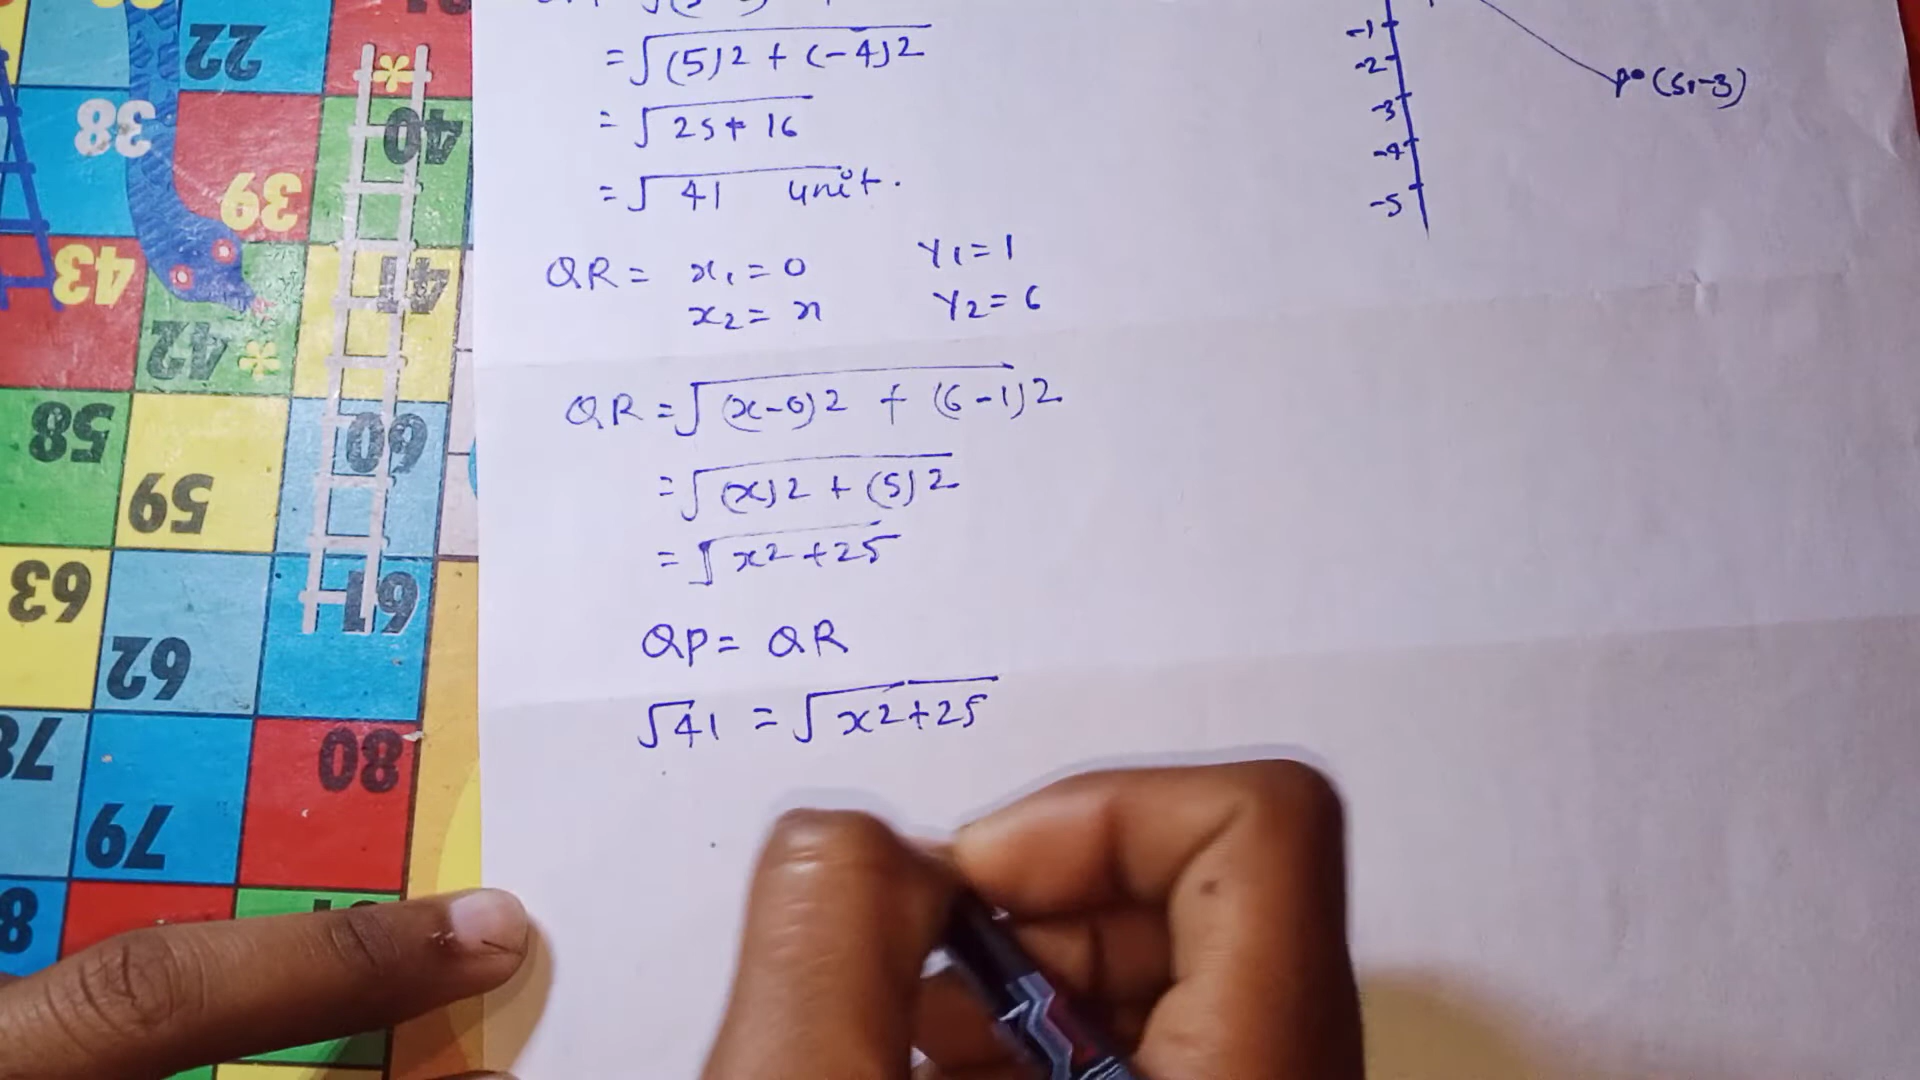 = √(5)2 + (-4)2
= √25 + 16
= √41 unit.
QR = x1 = 0 Y1 = 1
x2 = x Y2 = 6
QR = √(x-0)2 + (6-1)2
= √(x)2 + (5)2
= √x2 + 25
QP = QR
√41 = √x2+25
-1
-2
-3
-4
-5
P (5,-3)
22
38
40
39
43
41
42
58
60
59
63
61
62
78
80
79
8